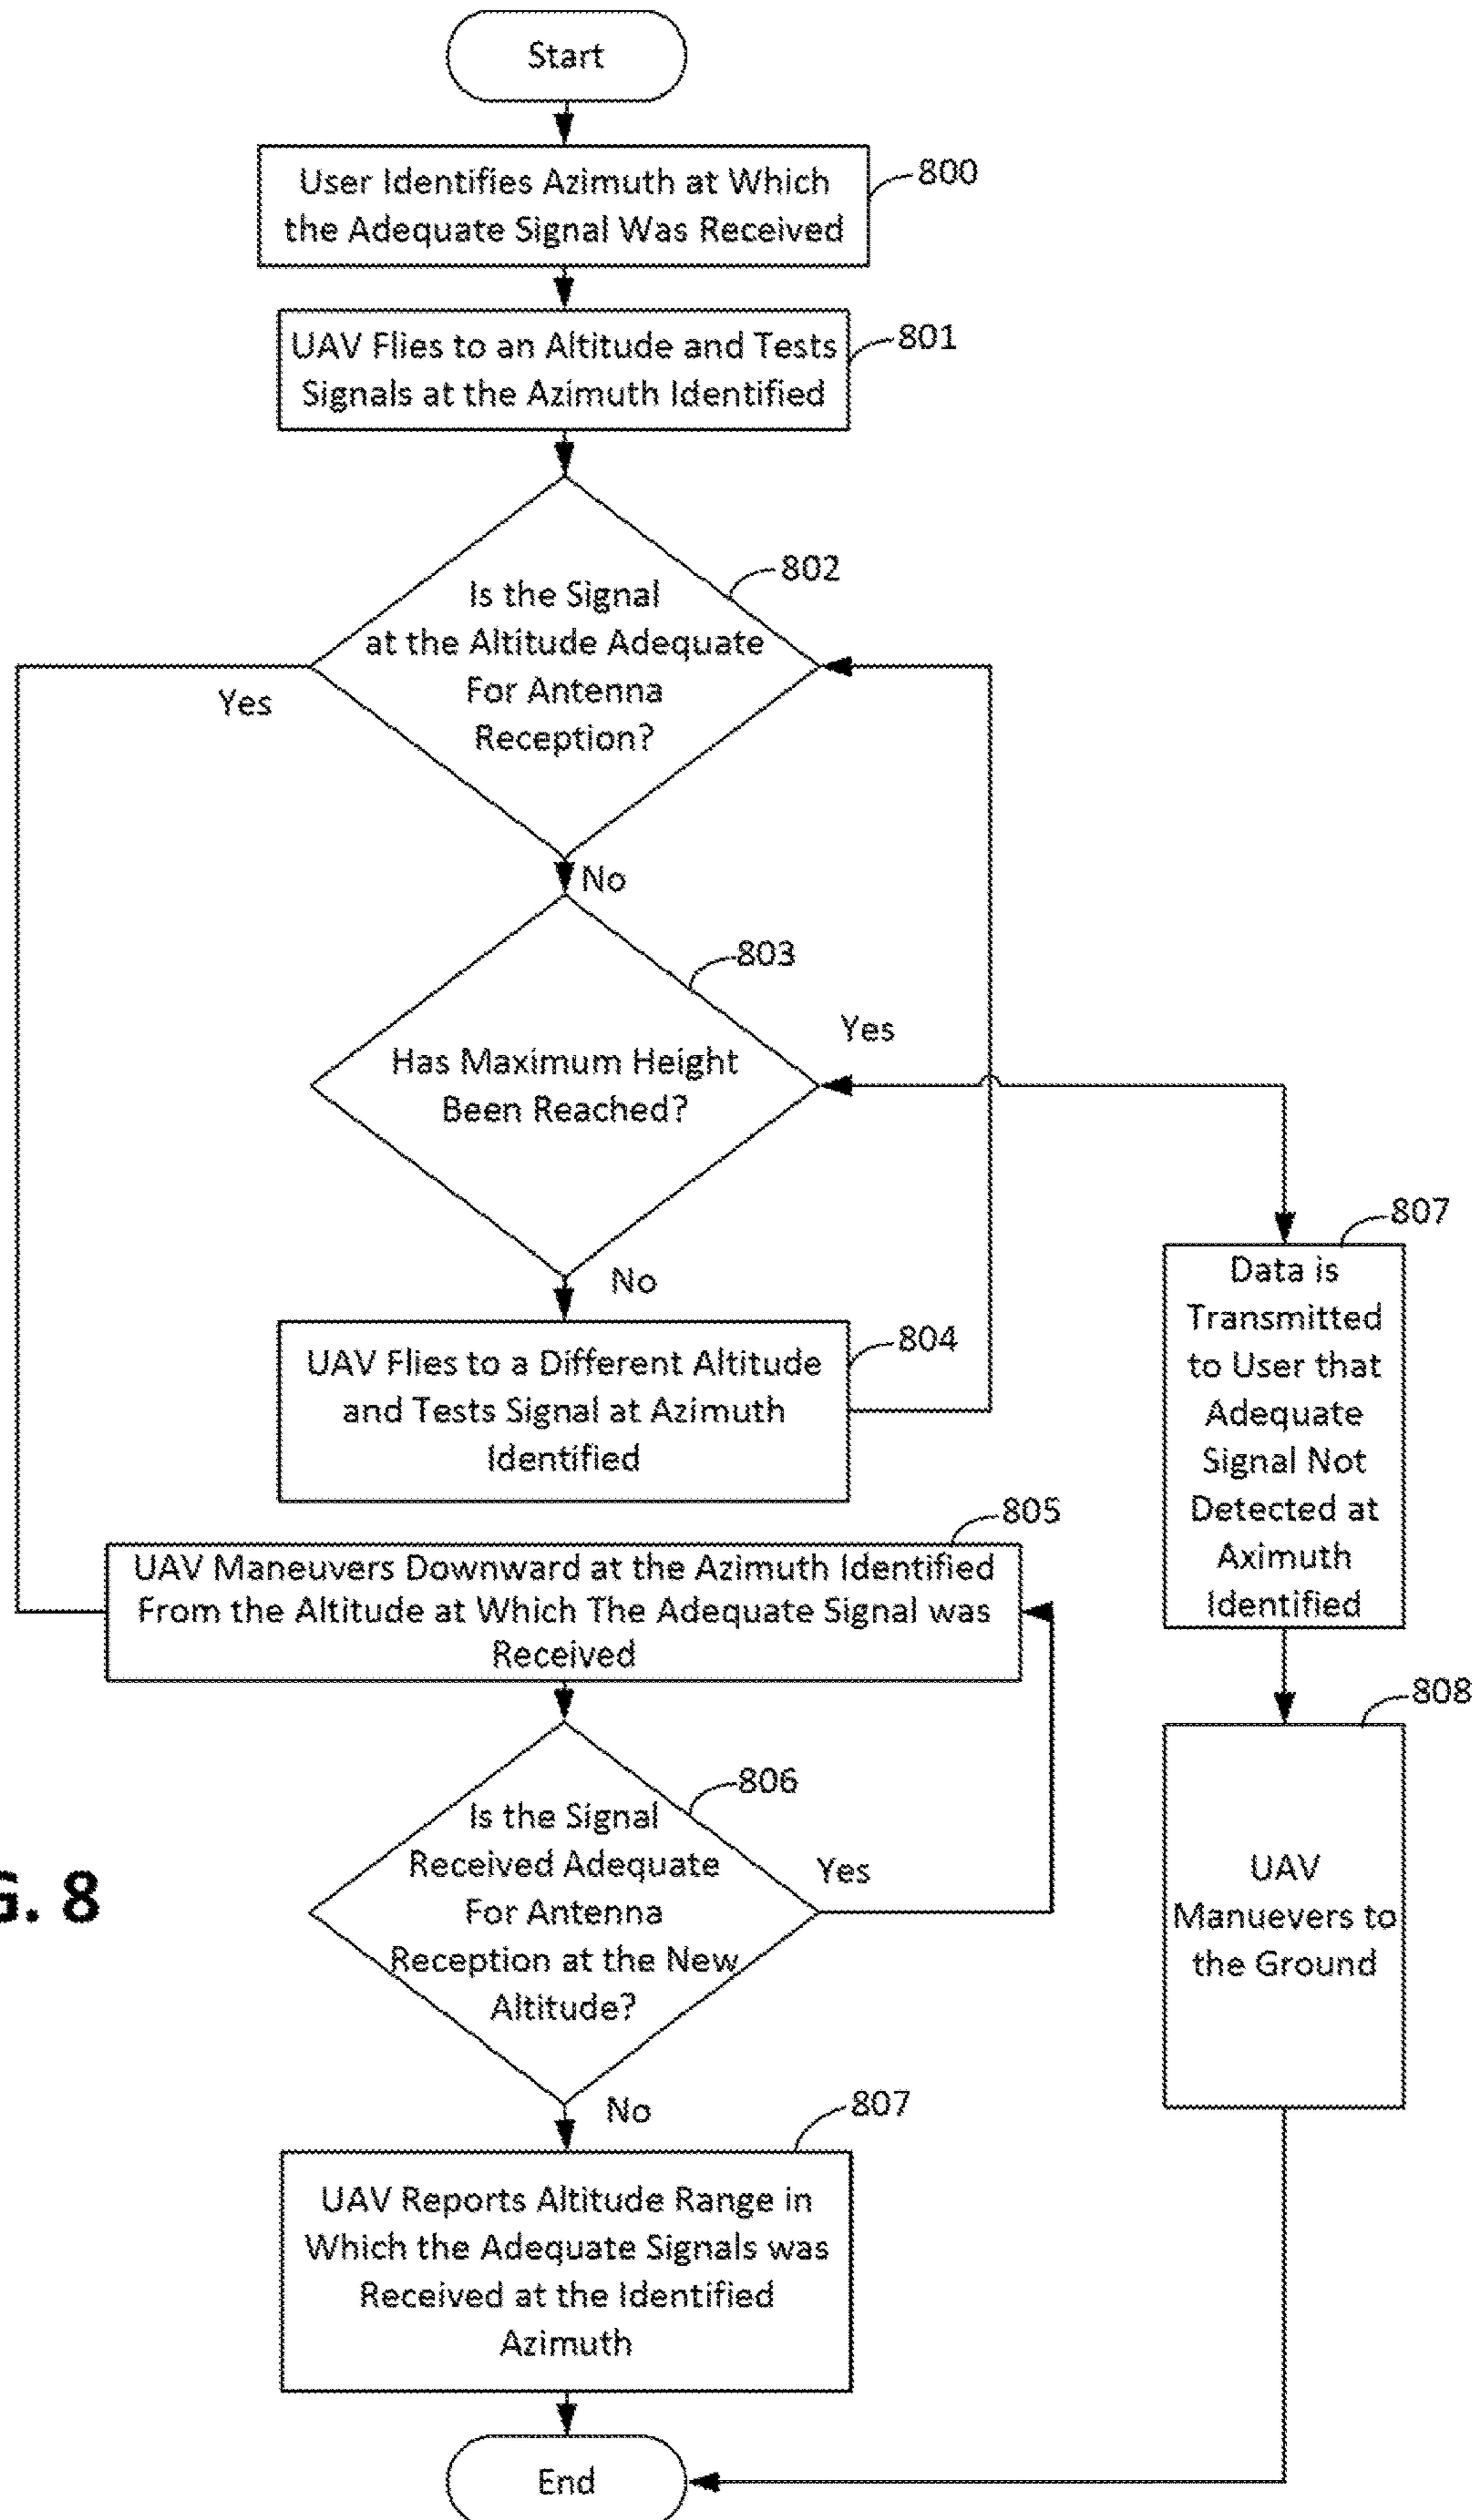 Start
User Identifies Azimuth at Which
the Adequate Signal Was Received
800
UAV Flies to an Altitude and Tests
Signals at the Azimuth Identified
801
Is the Signal
at the Altitude Adequate
For Antenna
Reception?
802
Yes
No
Has Maximum Height
Been Reached?
803
Yes
No
UAV Flies to a Different Altitude
and Tests Signal at Azimuth
Identified
804
Data is
Transmitted
to User that
Adequate
Signal Not
Detected at
Aximuth
Identified
807
UAV Maneuvers Downward at the Azimuth Identified
From the Altitude at Which The Adequate Signal was
Received
805
UAV
Manuevers to
the Ground
808
Is the Signal
Received Adequate
For Antenna
Reception at the New
Altitude?
806
Yes
No
G. 8
UAV Reports Altitude Range in
Which the Adequate Signals was
Received at the Identified
Azimuth
807
End